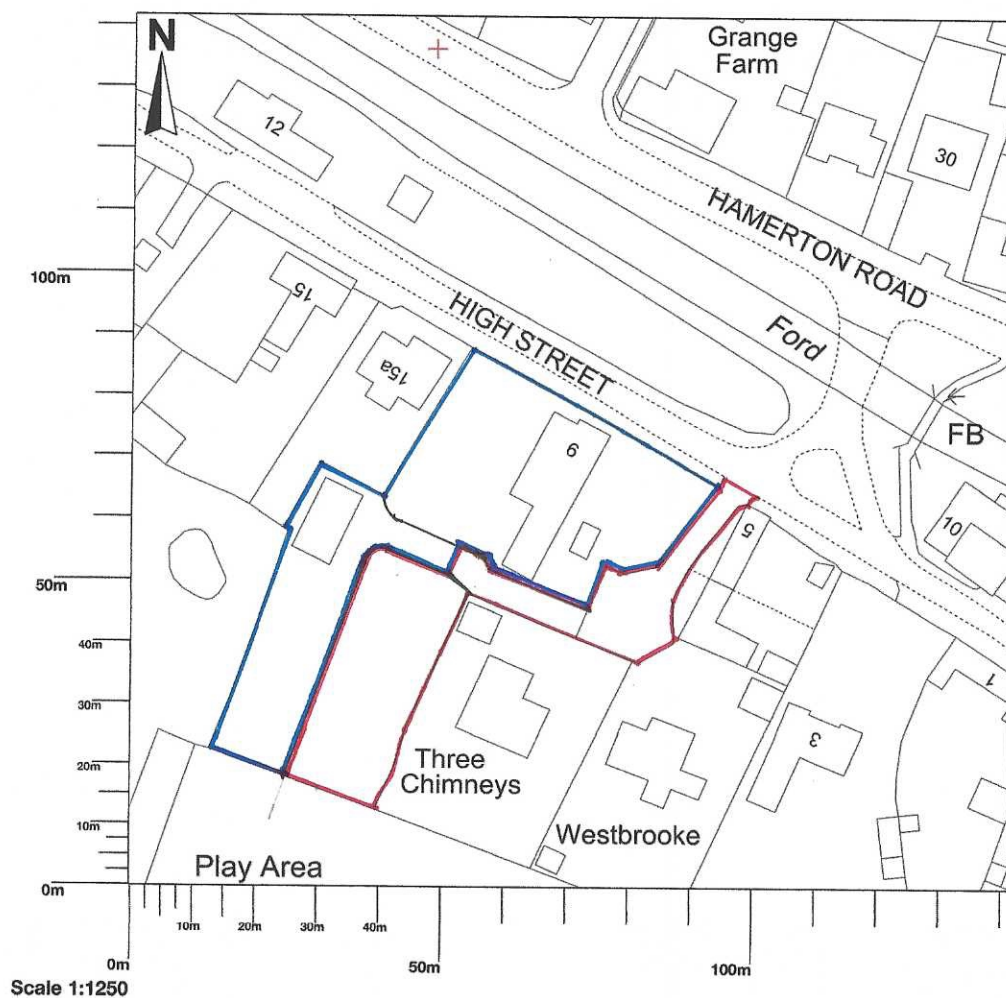 N
Grange
Farm
12
30
HAMERTON ROAD
100m
15
HIGH STREET
Ford
15a
FB
9
5
10
50m
40m
1
30m
Three
Chimneys
3
20m
Westbrooke
10m
Play Area
0m
10m
20m
30m
40m
0m
50m
100m
Scale 1:1250